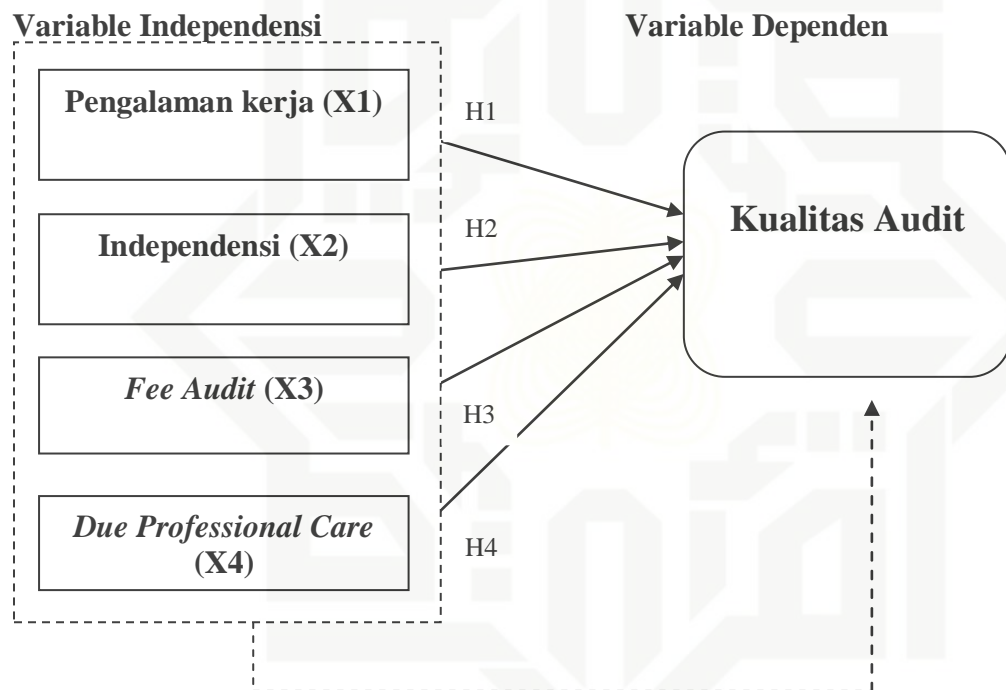 Variable Independensi
Variable Dependen
Pengalaman kerja (X1)
H1
Kualitas Audit
Independensi (X2)
H2
Fee Audit (X3)
H3
Due Professional Care
(X4)
H4